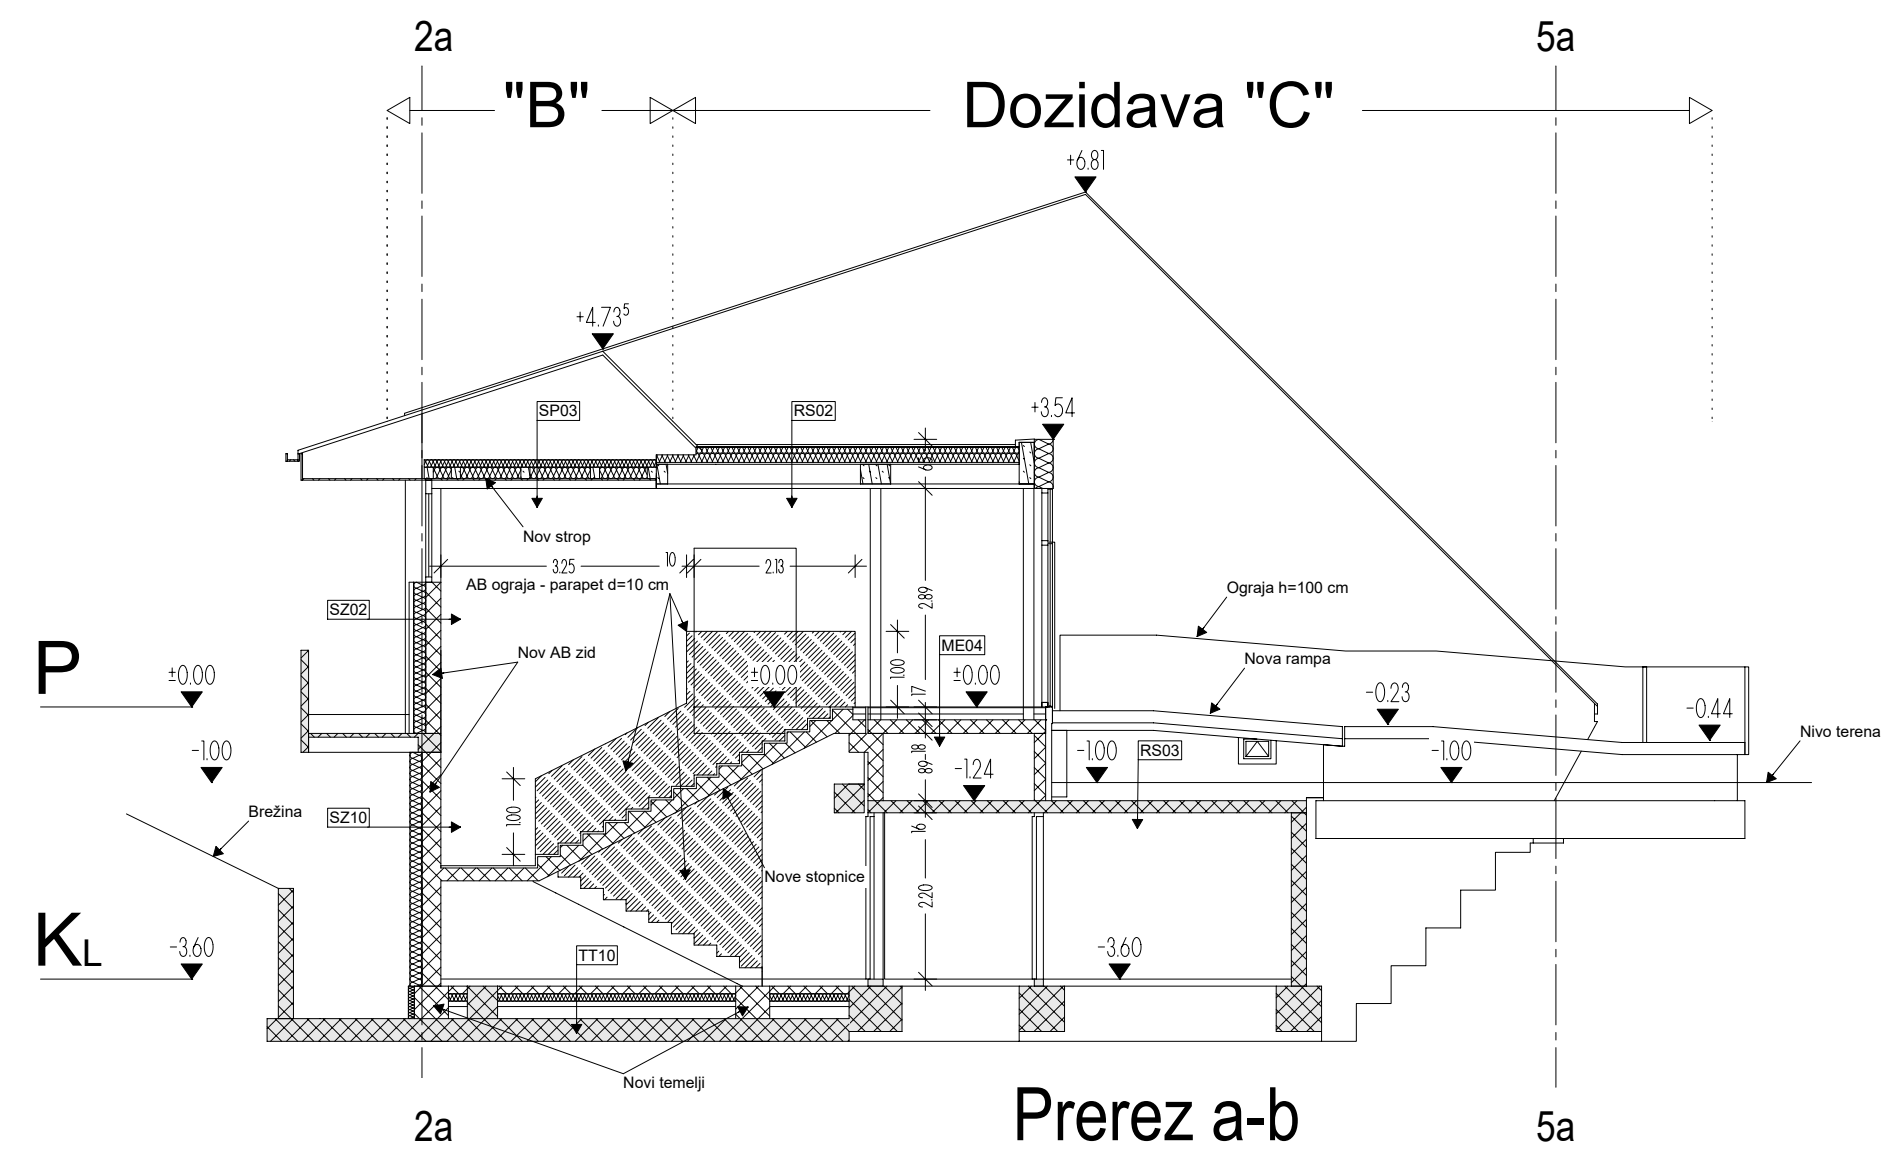 2a
5a
"B"
Dozidava "C"
+6.81
+4.73⁵
SP03
RS02
+3.54
Nov strop
3.25
10
2.13
AB ograja - parapet d=10 cm
2.89
Ograja h=100 cm
SZ02
P
±0.00
Nov AB zid
±0.00
1.00
17
ME04
±0.00
Nova rampa
-0.23
-0.44
-1.00
89
18
-1.24
-1.00
RS03
-1.00
Nivo terena
Brežina
SZ10
1.00
16
Nove stopnice
2.20
KL
-3.60
TT10
-3.60
Novi temelji
Prerez a-b
2a
5a